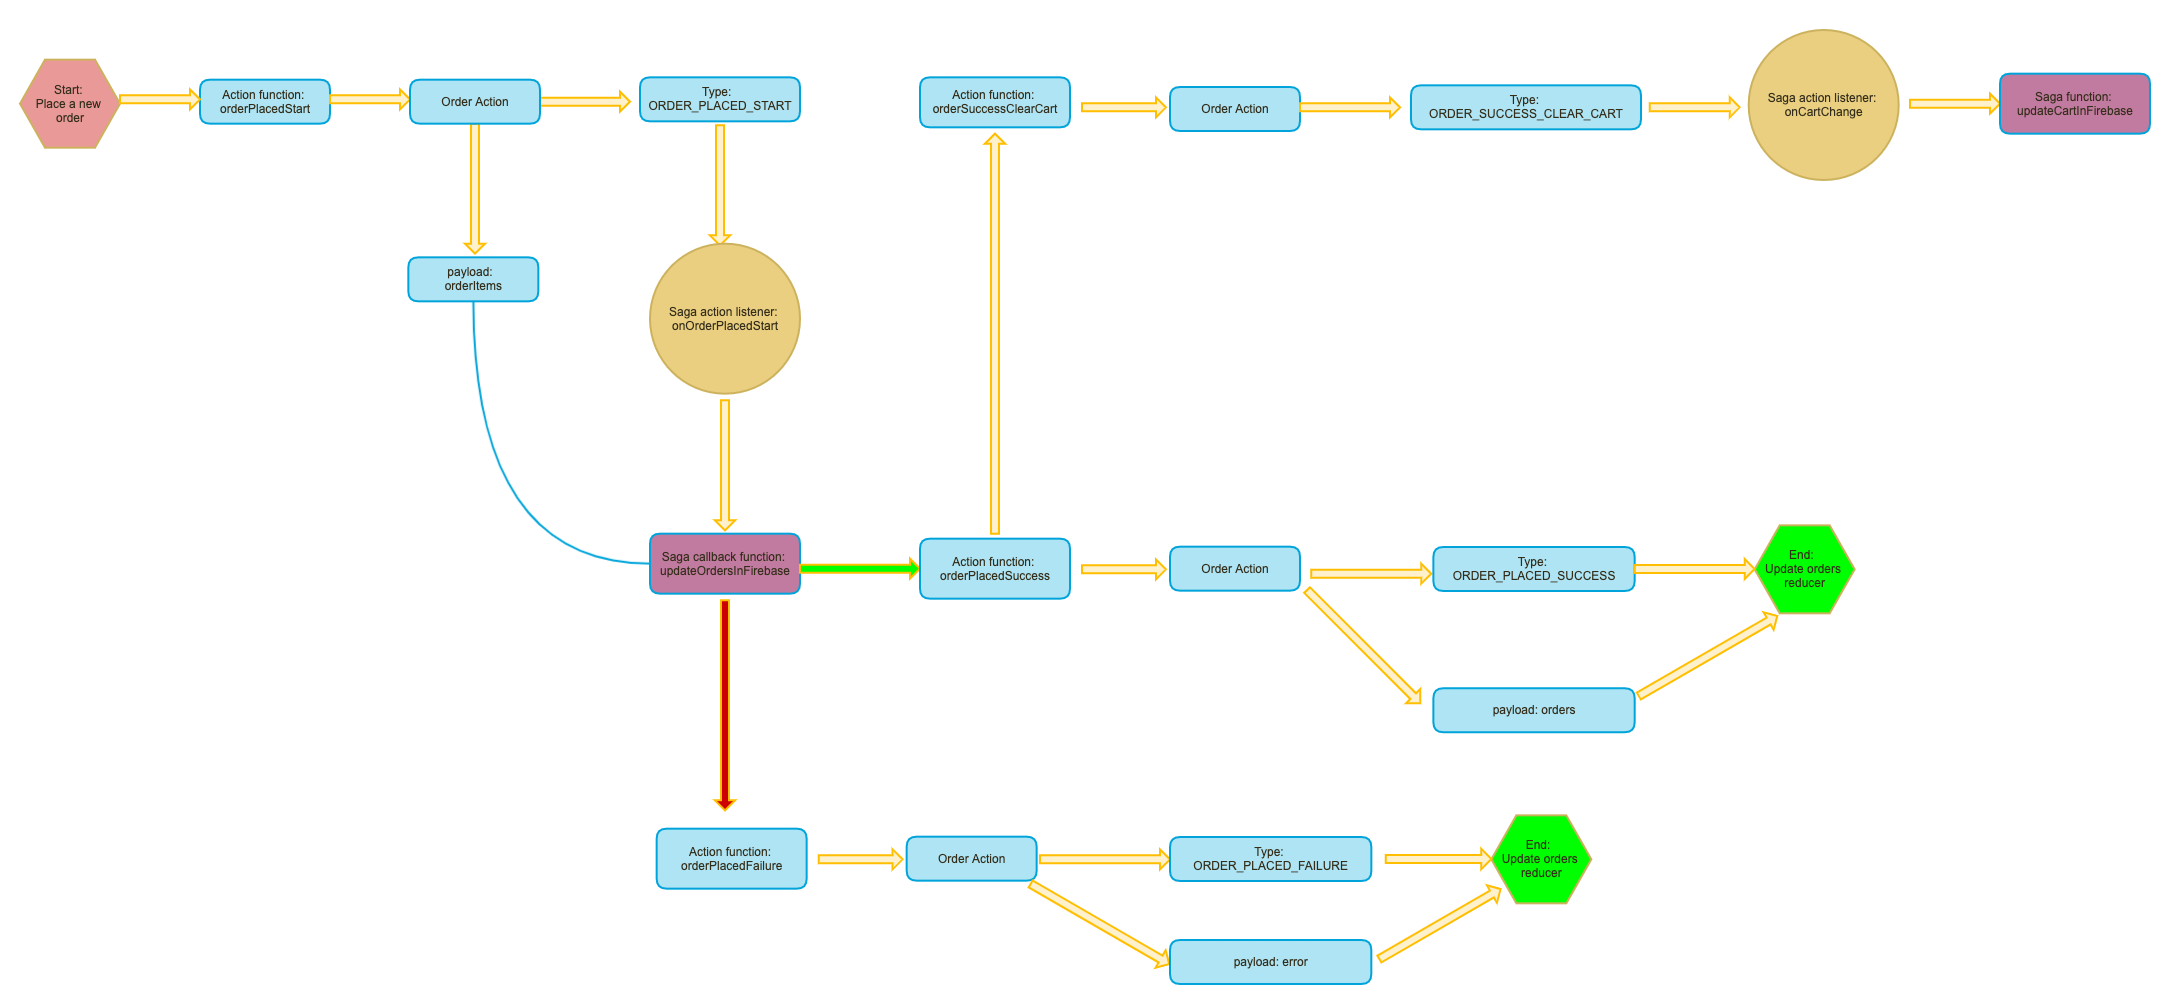 Start:
Place a new
order
Action function:
orderPlacedStart
Order Action
Type:
ORDER_PLACED_START
Action function:
orderSuccessClearCart
Order Action
Type:
ORDER_SUCCESS_CLEAR_CART
Saga action listener:
onCartChange
Saga function:
updateCartInFirebase
payload:
orderItems
Saga action listener:
onOrderPlacedStart
Saga callback function:
updateOrdersInFirebase
Action function:
orderPlacedSuccess
Order Action
Type:
ORDER_PLACED_SUCCESS
End:
Update orders
reducer
payload: orders
Action function:
orderPlacedFailure
Order Action
Type:
ORDER_PLACED_FAILURE
End:
Update orders
reducer
payload: error